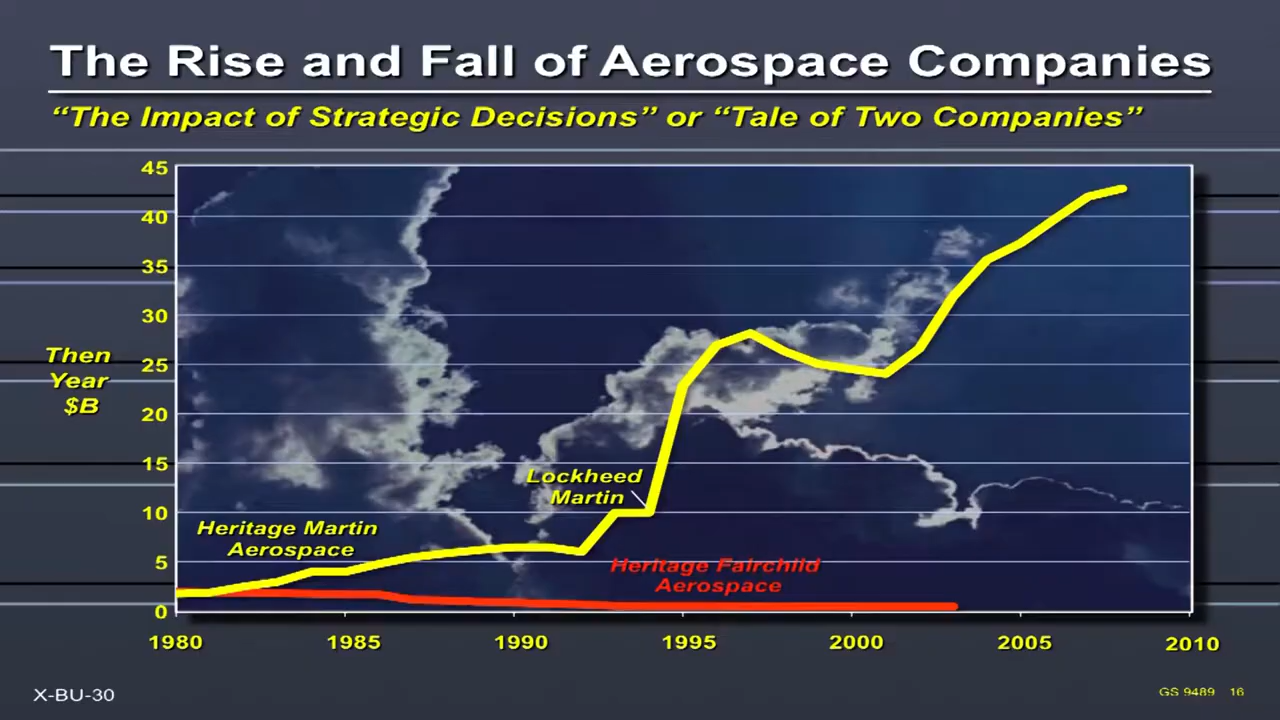 The Rise and Fall of Aerospace Companies
“The Impact of Strategic Decisions” or “Tale of Two Companies”
45
40
35
30
25
20
15
10
5
0
Then
Year
$B
Lockheed
Martin
Heritage Martin
Aerospace
Heritage Fairchild
Aerospace
1980
1985
1990
1995
2000
2005
2010
X-BU-30
GS 9489 16